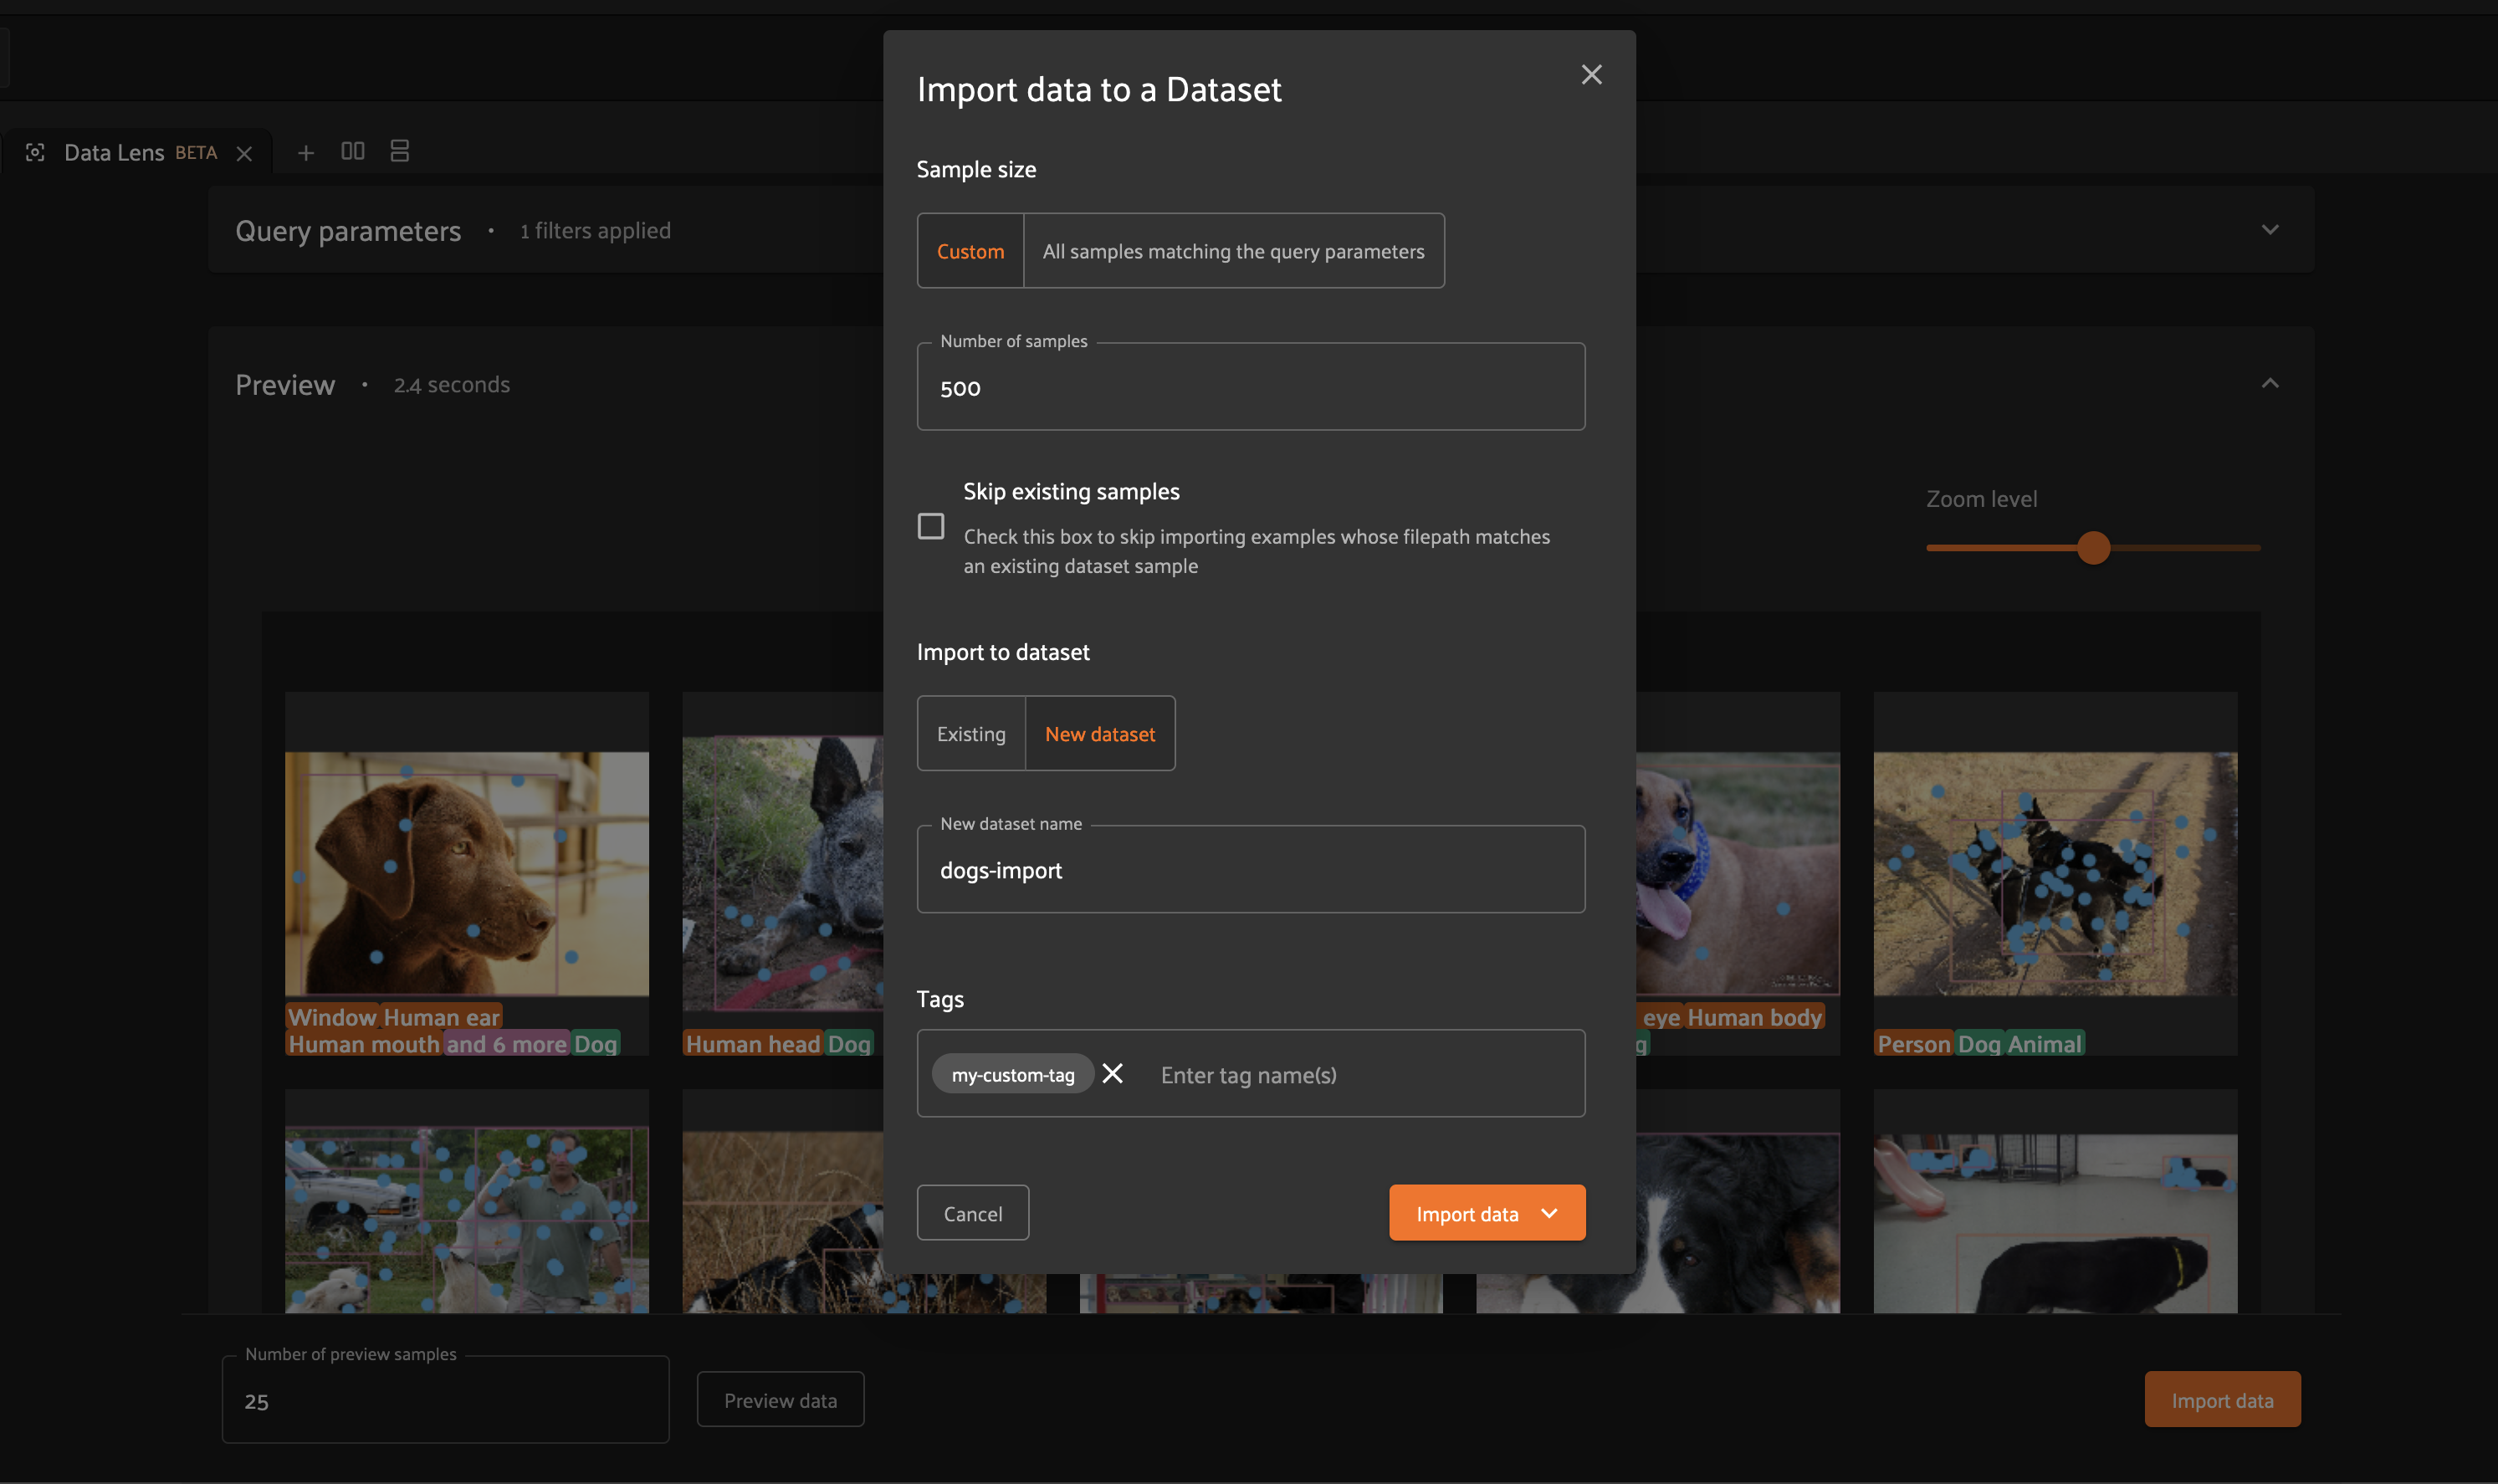 Import data to a Dataset
Data Lens BETA
Sample size
Query parameters • 1 filters applied
Custom
All samples matching the query parameters
Number of samples
500
Preview • 2.4 seconds
Skip existing samples
Check this box to skip importing examples whose filepath matches
an existing dataset sample
Zoom level
Import to dataset
Existing
New dataset
New dataset name
dogs-import
Tags
my-custom-tag
Enter tag name(s)
Window Human ear
Human mouth and 6 more Dog
Human head Dog
eye Human body
Person Dog Animal
Cancel
Import data
Number of preview samples
25
Preview data
Import data